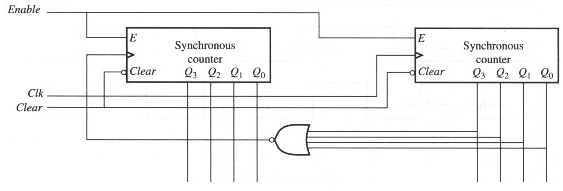 Enable
E
Synchronous
counter
Clear Q3 Q2 Q1 Q0
E
Synchronous
counter
Clear Q3 Q2 Q1 Q0
Clk
Clear